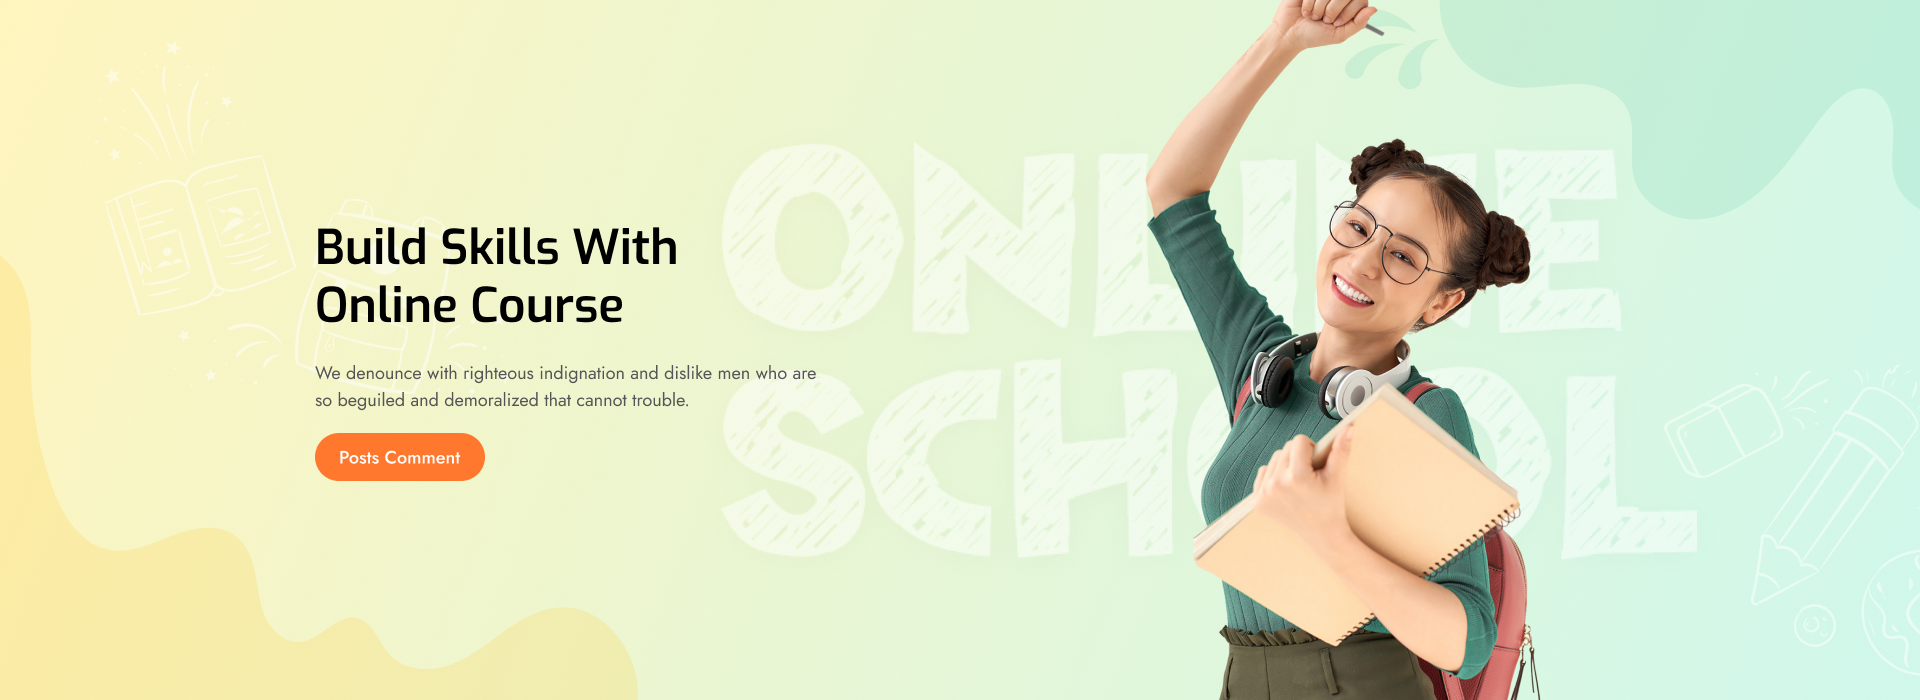 Build Skills With
Online Course
We denounce with righteous indignation and dislike men who are
so beguiled and demoralized that cannot trouble.
Posts Comment
ONLINE
SCHOOL